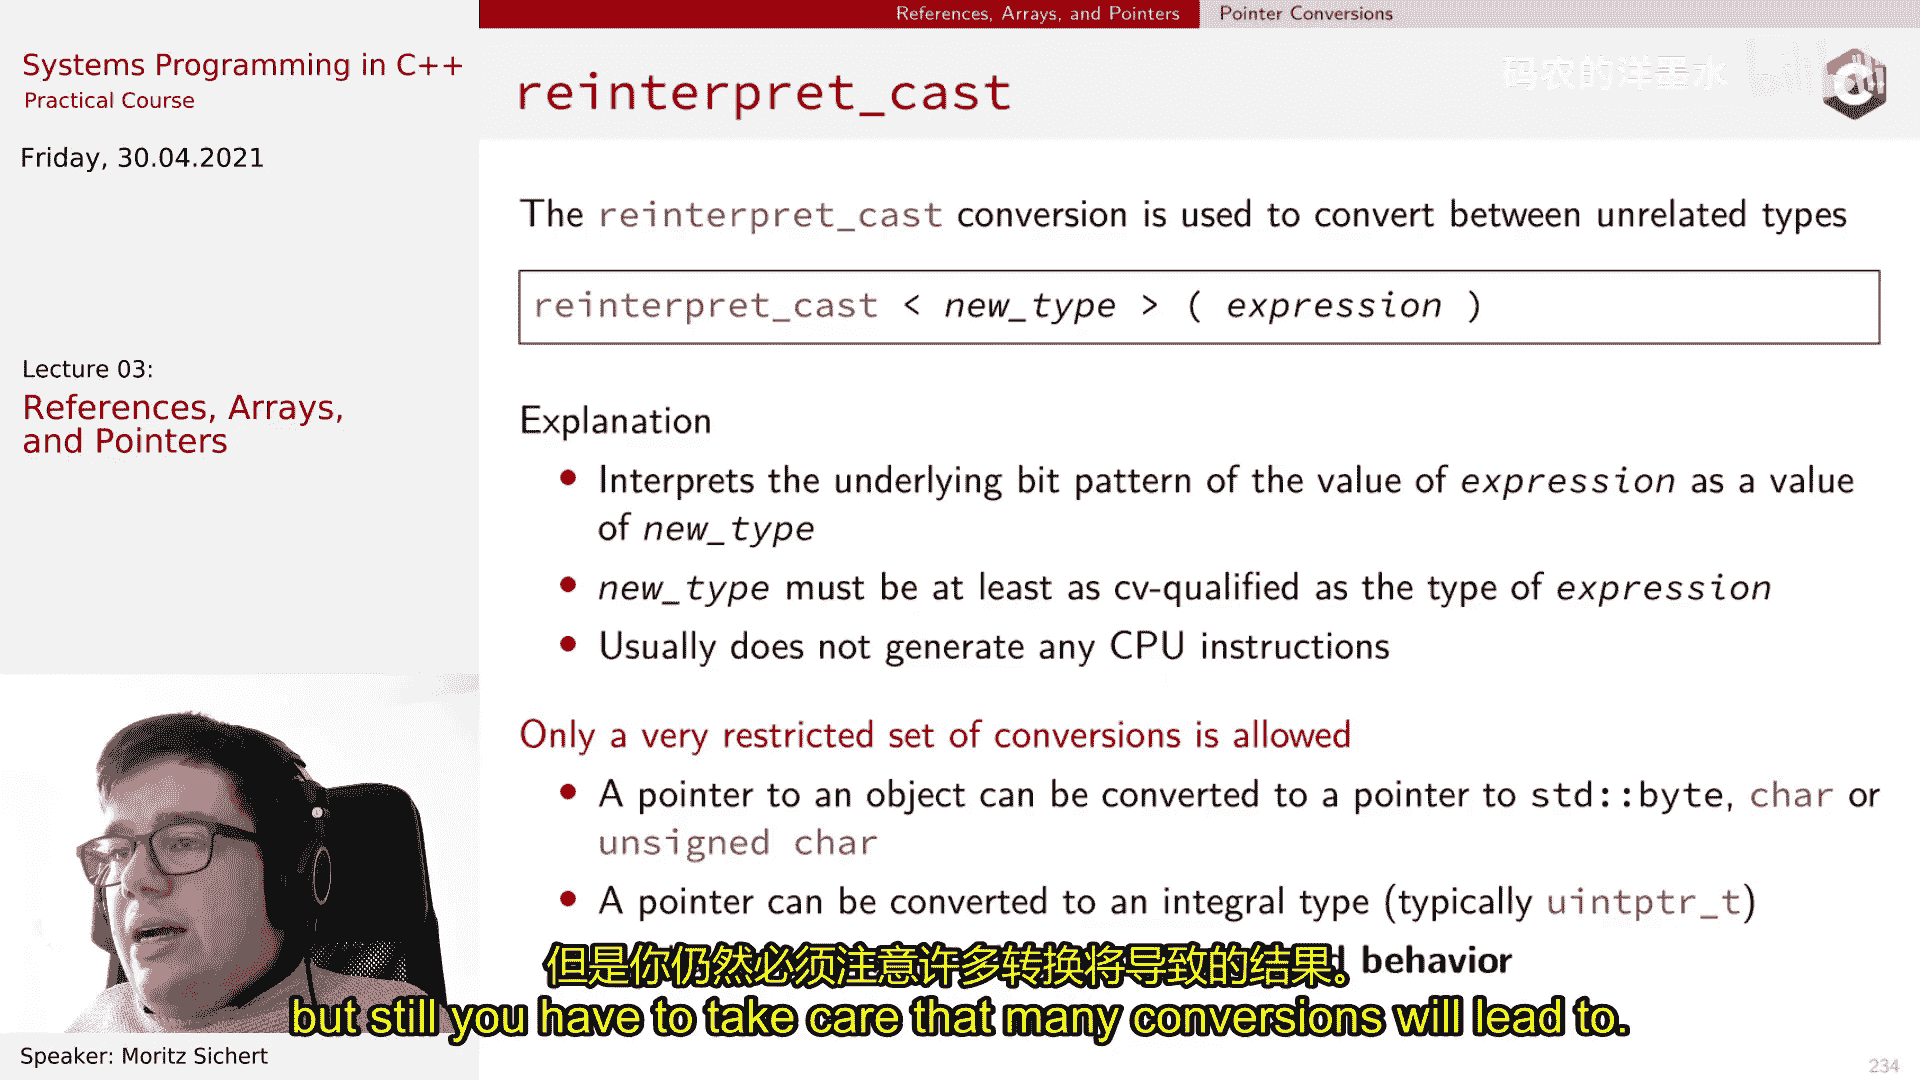 References, Arrays, and Pointers
Pointer Conversions
Systems Programming in C++
Practical Course
Friday, 30.04.2021
reinterpret_cast
码农的洋墨水
The reinterpret_cast conversion is used to convert between unrelated types
reinterpret_cast < new_type > ( expression )
Lecture 03:
References, Arrays,
and Pointers
Explanation
Interprets the underlying bit pattern of the value of expression as a value
of new_type
new_type must be at least as cv-qualified as the type of expression
Usually does not generate any CPU instructions
Only a very restricted set of conversions is allowed
A pointer to an object can be converted to a pointer to std::byte, char or
unsigned char
A pointer can be converted to an integral type (typically uintptr_t)
behavior
但是你仍然必须注意许多转换将导致的结果。
but still you have to take care that many conversions will lead to.
Speaker: Moritz Sichert
234